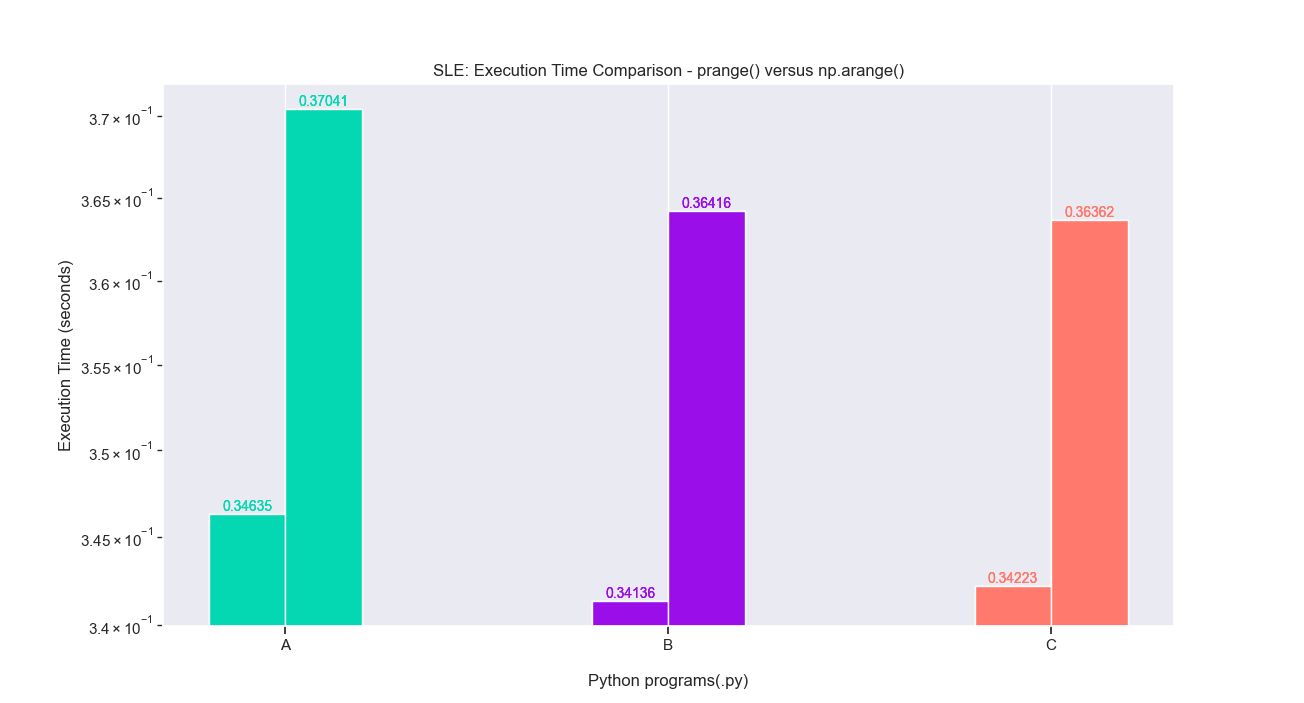 SLE: Execution Time Comparison - prange() versus np.arange()
Execution Time (seconds)
3.7 × 10⁻¹
3.65 × 10⁻¹
3.6 × 10⁻¹
3.55 × 10⁻¹
3.5 × 10⁻¹
3.45 × 10⁻¹
3.4 × 10⁻¹
0.34635
0.37041
0.34136
0.36416
0.34223
0.36362
A B C
Python programs(.py)